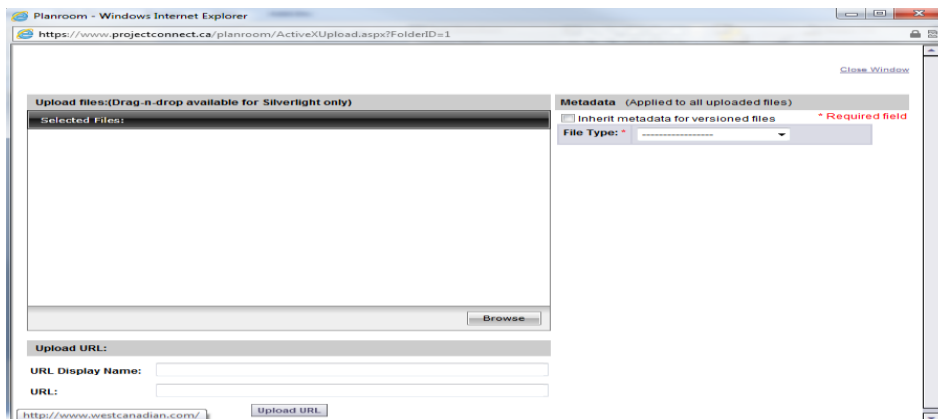 Planroom - Windows Internet Explorer
https://www.projectconnect.ca/planroom/ActiveXUpload.aspx?FolderID=1
Close Window
Upload files:(Drag-n-drop available for Silverlight only)
Metadata (Applied to all uploaded files)
Selected Files:
Inherit metadata for versioned files
* Required field
File Type: * ----------------
Browse
Upload URL:
URL Display Name:
URL:
Upload URL
http://www.westcanadian.com/